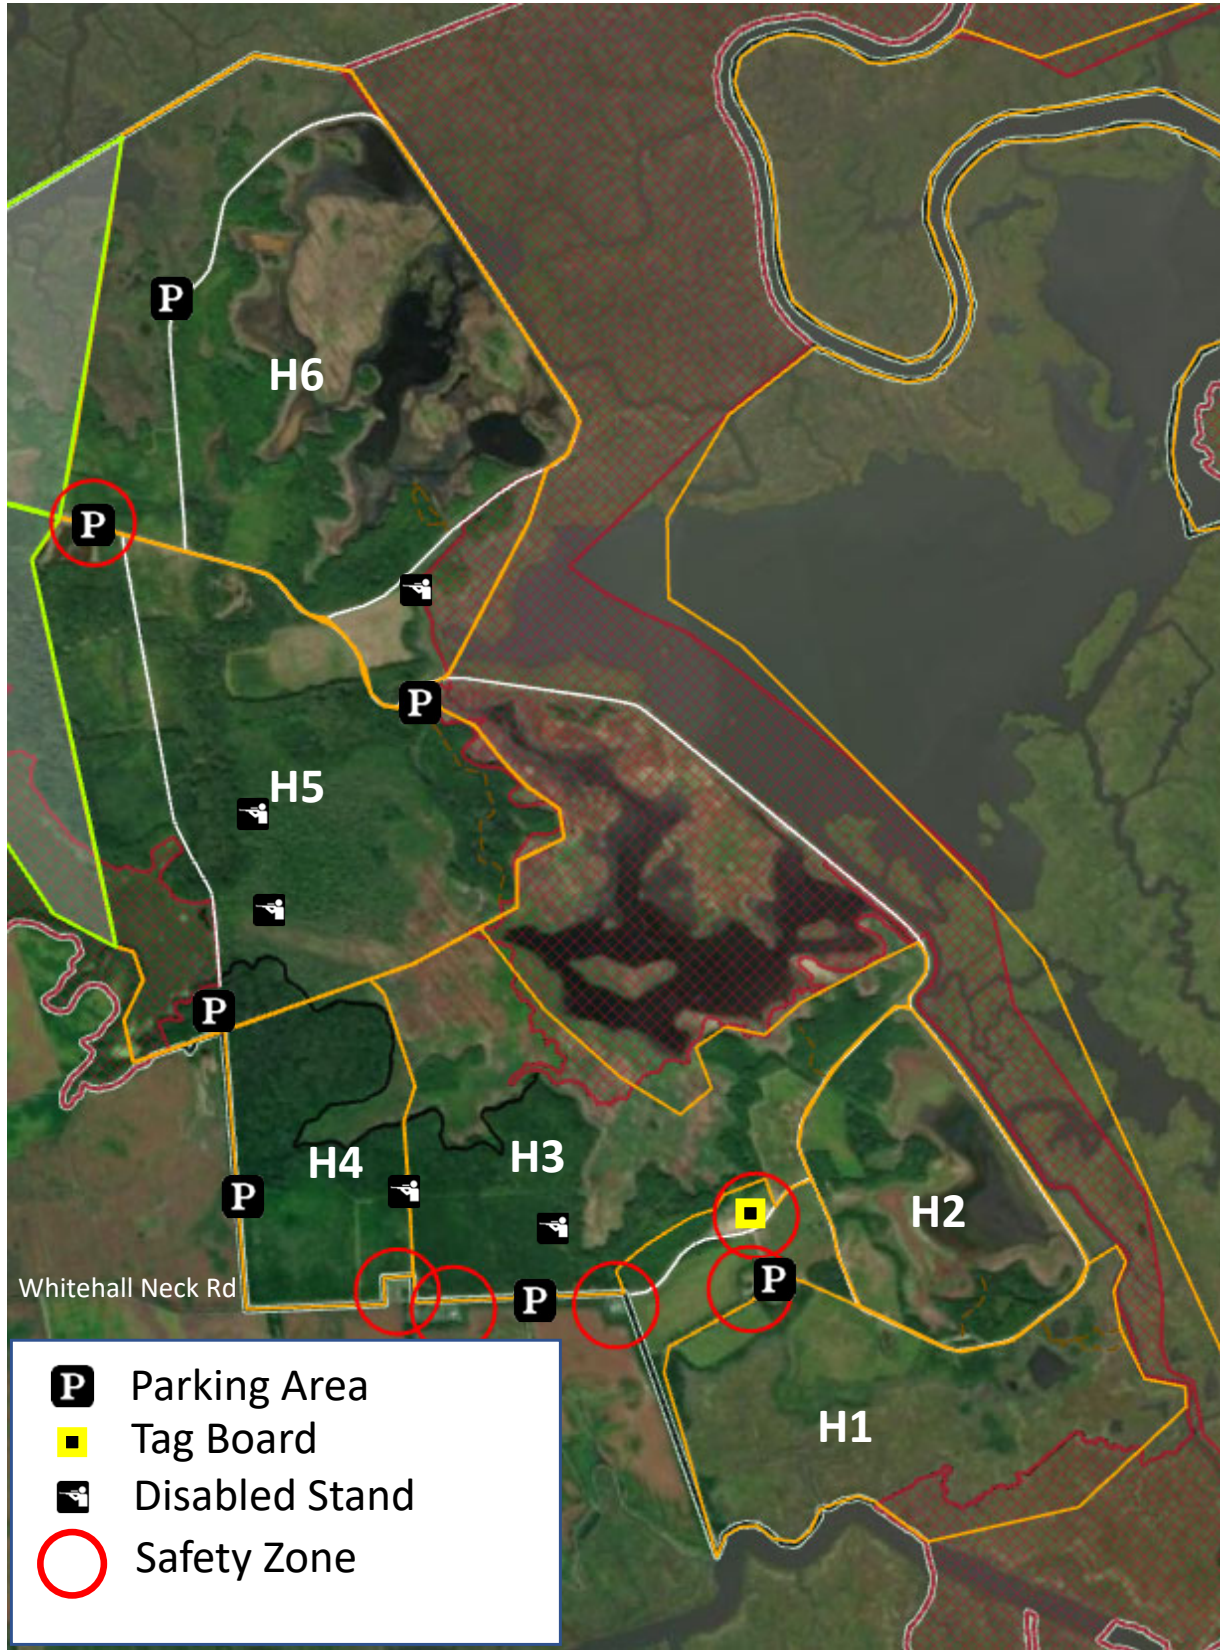 P
H6
P
P
H5
P
H4
H3
P
H2
Whitehall Neck Rd
P
P
H1
P Parking Area
Tag Board
Disabled Stand
Safety Zone